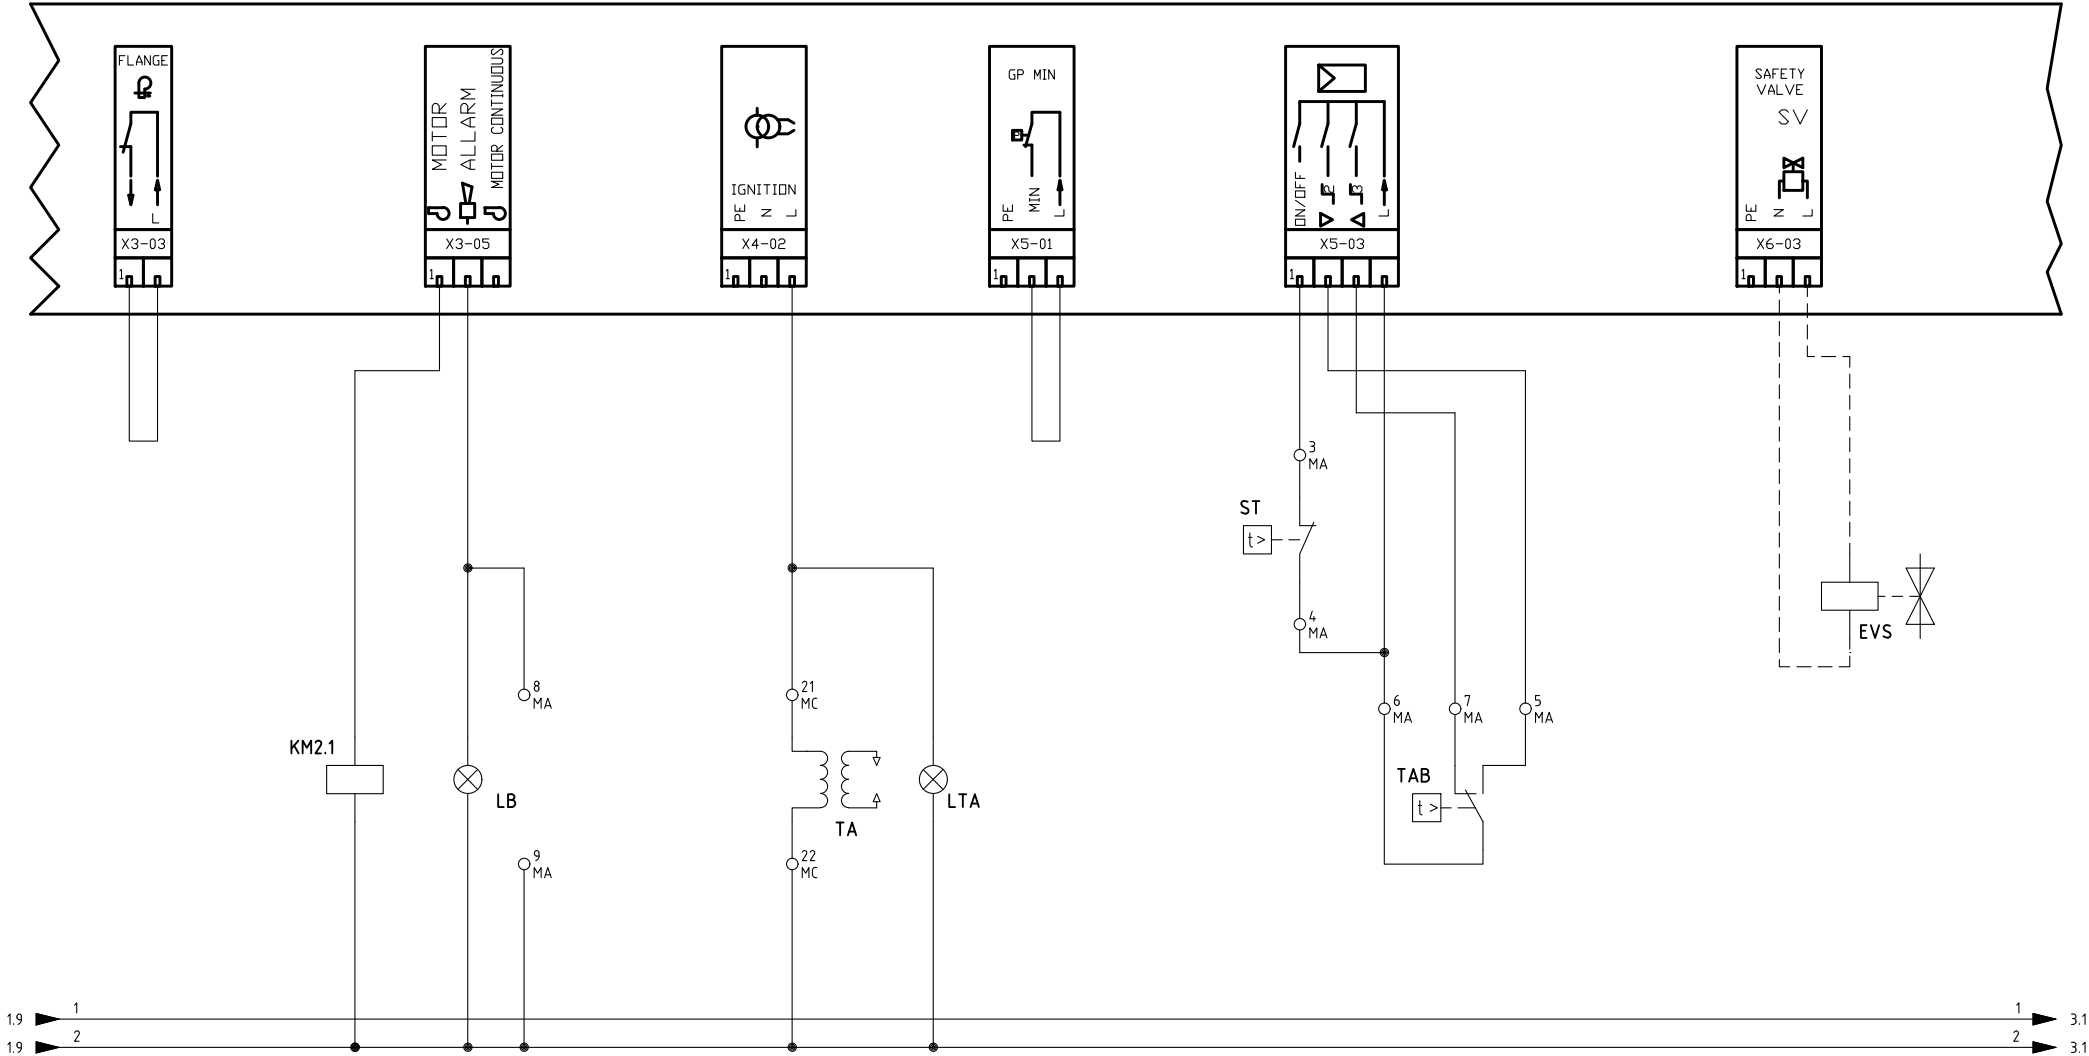 FLANGE
L
X3-03
1
MOTOR
ALLARM
MOTOR CONTINUOUS
X3-05
1
IGNITION
PE
N
L
X4-02
1
GP MIN
PE
MIN
L
X5-01
1
ON/OFF
2
3
L
X5-03
1
SAFETY
VALVE
SV
PE
N
L
X6-03
1
3
MA
ST
t>
4
MA
EVS
8
MA
21
MC
6
MA
7
MA
5
MA
KM2.1
LB
TA
LTA
TAB
t >
9
MA
22
MC
1.9
1
1
3.1
1.9
2
2
3.1